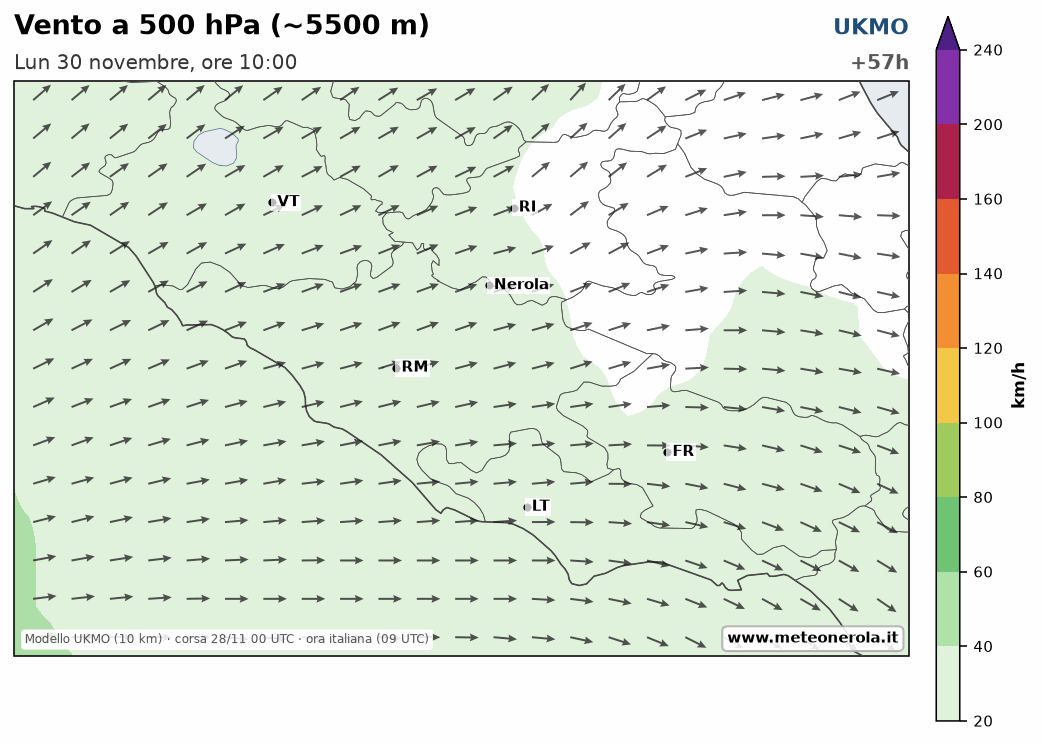 Vento a 500 hPa (~5500 m)
UKMO
Lun 30 novembre, ore 10:00
+57h
VT
RI
Nerola
RM
FR
LT
240
200
160
140
120
100
80
60
40
20
km/h
Modello UKMO (10 km) · corsa 28/11 00 UTC · ora italiana (09 UTC)
www.meteonerola.it